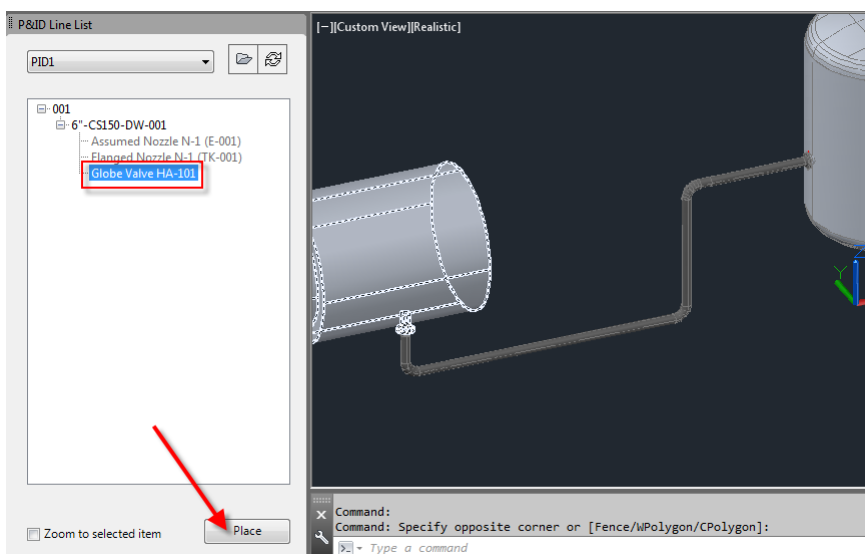 P&ID Line List
PID1
001
6"-CS150-DW-001
Assumed Nozzle N-1 (E-001)
Flanged Nozzle N-1 (TK-001)
Globe Valve HA-101
Zoom to selected item
Place
[−][Custom View][Realistic]
Y
Command:
Command: Specify opposite corner or [Fence/WPolygon/CPolygon]:
Type a command